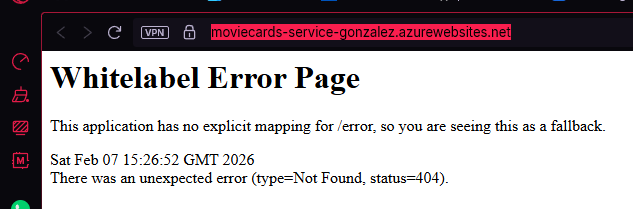 VPN
moviecards-service-gonzalez.azurewebsites.net
Whitelabel Error Page
This application has no explicit mapping for /error, so you are seeing this as a fallback.
Sat Feb 07 15:26:52 GMT 2026
There was an unexpected error (type=Not Found, status=404).
M